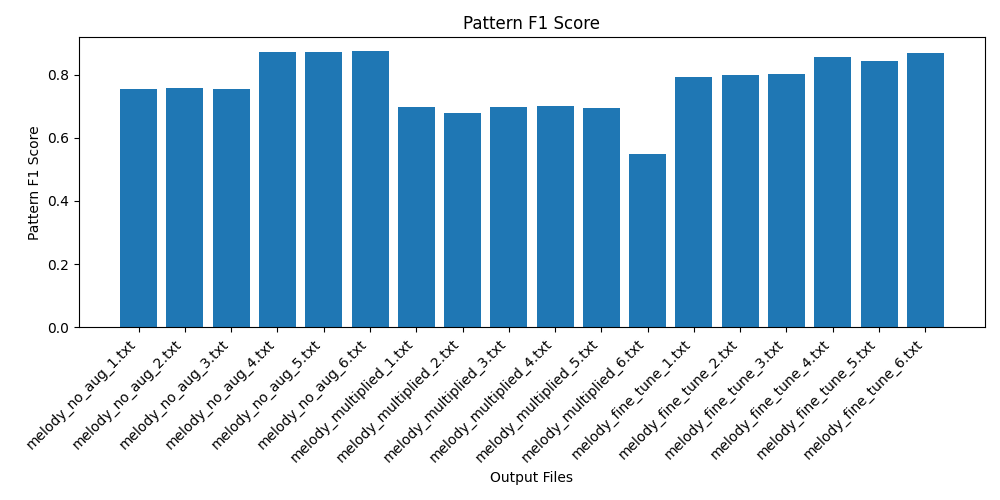 Pattern F1 Score
Pattern F1 Score
0.8
0.6
0.4
0.2
0.0
melody_no_aug_1.txt
melody_no_aug_2.txt
melody_no_aug_3.txt
melody_no_aug_4.txt
melody_no_aug_5.txt
melody_no_aug_6.txt
melody_multiplied_1.txt
melody_multiplied_2.txt
melody_multiplied_3.txt
melody_multiplied_4.txt
melody_multiplied_5.txt
melody_multiplied_6.txt
melody_fine_tune_1.txt
melody_fine_tune_2.txt
melody_fine_tune_3.txt
melody_fine_tune_4.txt
melody_fine_tune_5.txt
melody_fine_tune_6.txt
Output Files